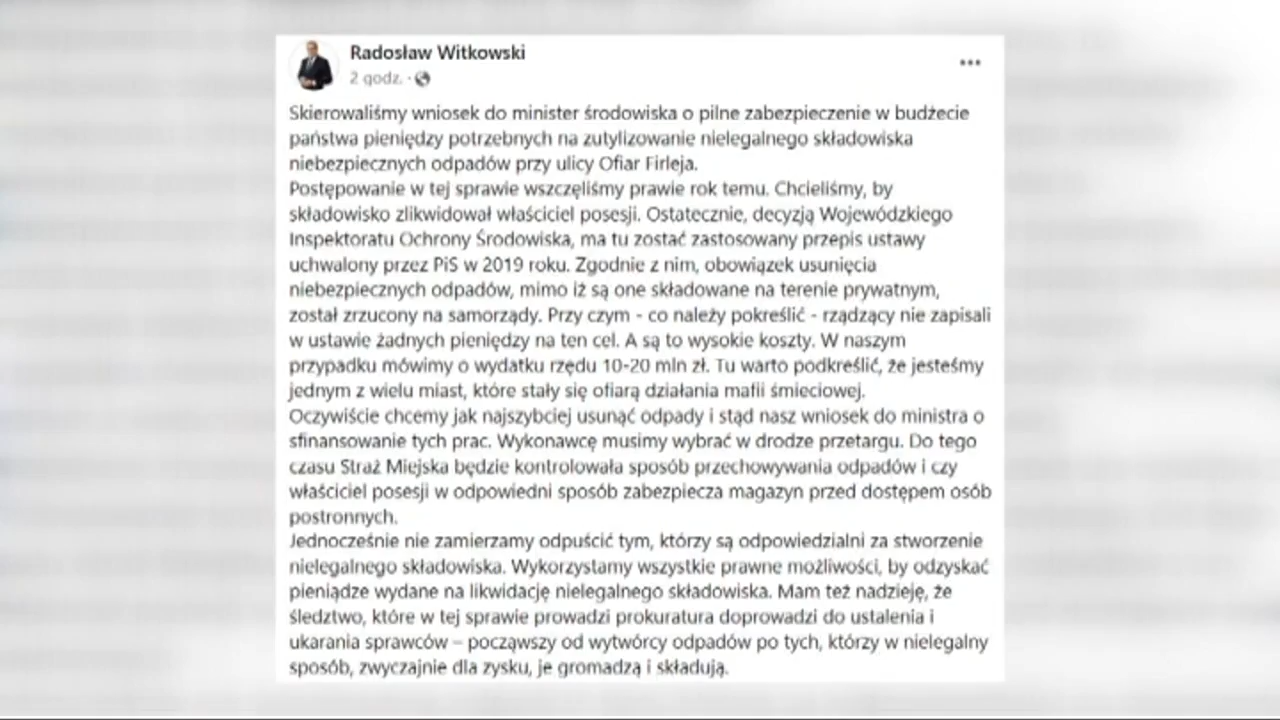 Radosław Witkowski
2 godz. ·
Skierowaliśmy wniosek do minister środowiska o pilne zabezpieczenie w budżecie
państwa pieniędzy potrzebnych na zutylizowanie nielegalnego składowiska
niebezpiecznych odpadów przy ulicy Ofiar Firleja.
Postępowanie w tej sprawie wszczęliśmy prawie rok temu. Chcieliśmy, by
składowisko zlikwidował właściciel posesji. Ostatecznie, decyzją Wojewódzkiego
Inspektoratu Ochrony Środowiska, ma tu zostać zastosowany przepis ustawy
uchwalony przez PiS w 2019 roku. Zgodnie z nim, obowiązek usunięcia
niebezpiecznych odpadów, mimo iż są one składowane na terenie prywatnym,
został zrzucony na samorządy. Przy czym - co należy pokreślić - rządzący nie zapisali
w ustawie żadnych pieniędzy na ten cel. A są to wysokie koszty. W naszym
przypadku mówimy o wydatku rzędu 10-20 mln zł. Tu warto podkreślić, że jesteśmy
jednym z wielu miast, które stały się ofiarą działania mafii śmieciowej.
Oczywiście chcemy jak najszybciej usunąć odpady i stąd nasz wniosek do ministra o
sfinansowanie tych prac. Wykonawcę musimy wybrać w drodze przetargu. Do tego
czasu Straż Miejska będzie kontrolowała sposób przechowywania odpadów i czy
właściciel posesji w odpowiedni sposób zabezpiecza magazyn przed dostępem osób
postronnych.
Jednocześnie nie zamierzamy odpuścić tym, którzy są odpowiedzialni za stworzenie
nielegalnego składowiska. Wykorzystamy wszystkie prawne możliwości, by odzyskać
pieniądze wydane na likwidację nielegalnego składowiska. Mam też nadzieję, że
śledztwo, które w tej sprawie prowadzi prokuratura doprowadzi do ustalenia i
ukarania sprawców – począwszy od wytwórcy odpadów po tych, którzy w nielegalny
sposób, zwyczajnie dla zysku, je gromadzą i składują.